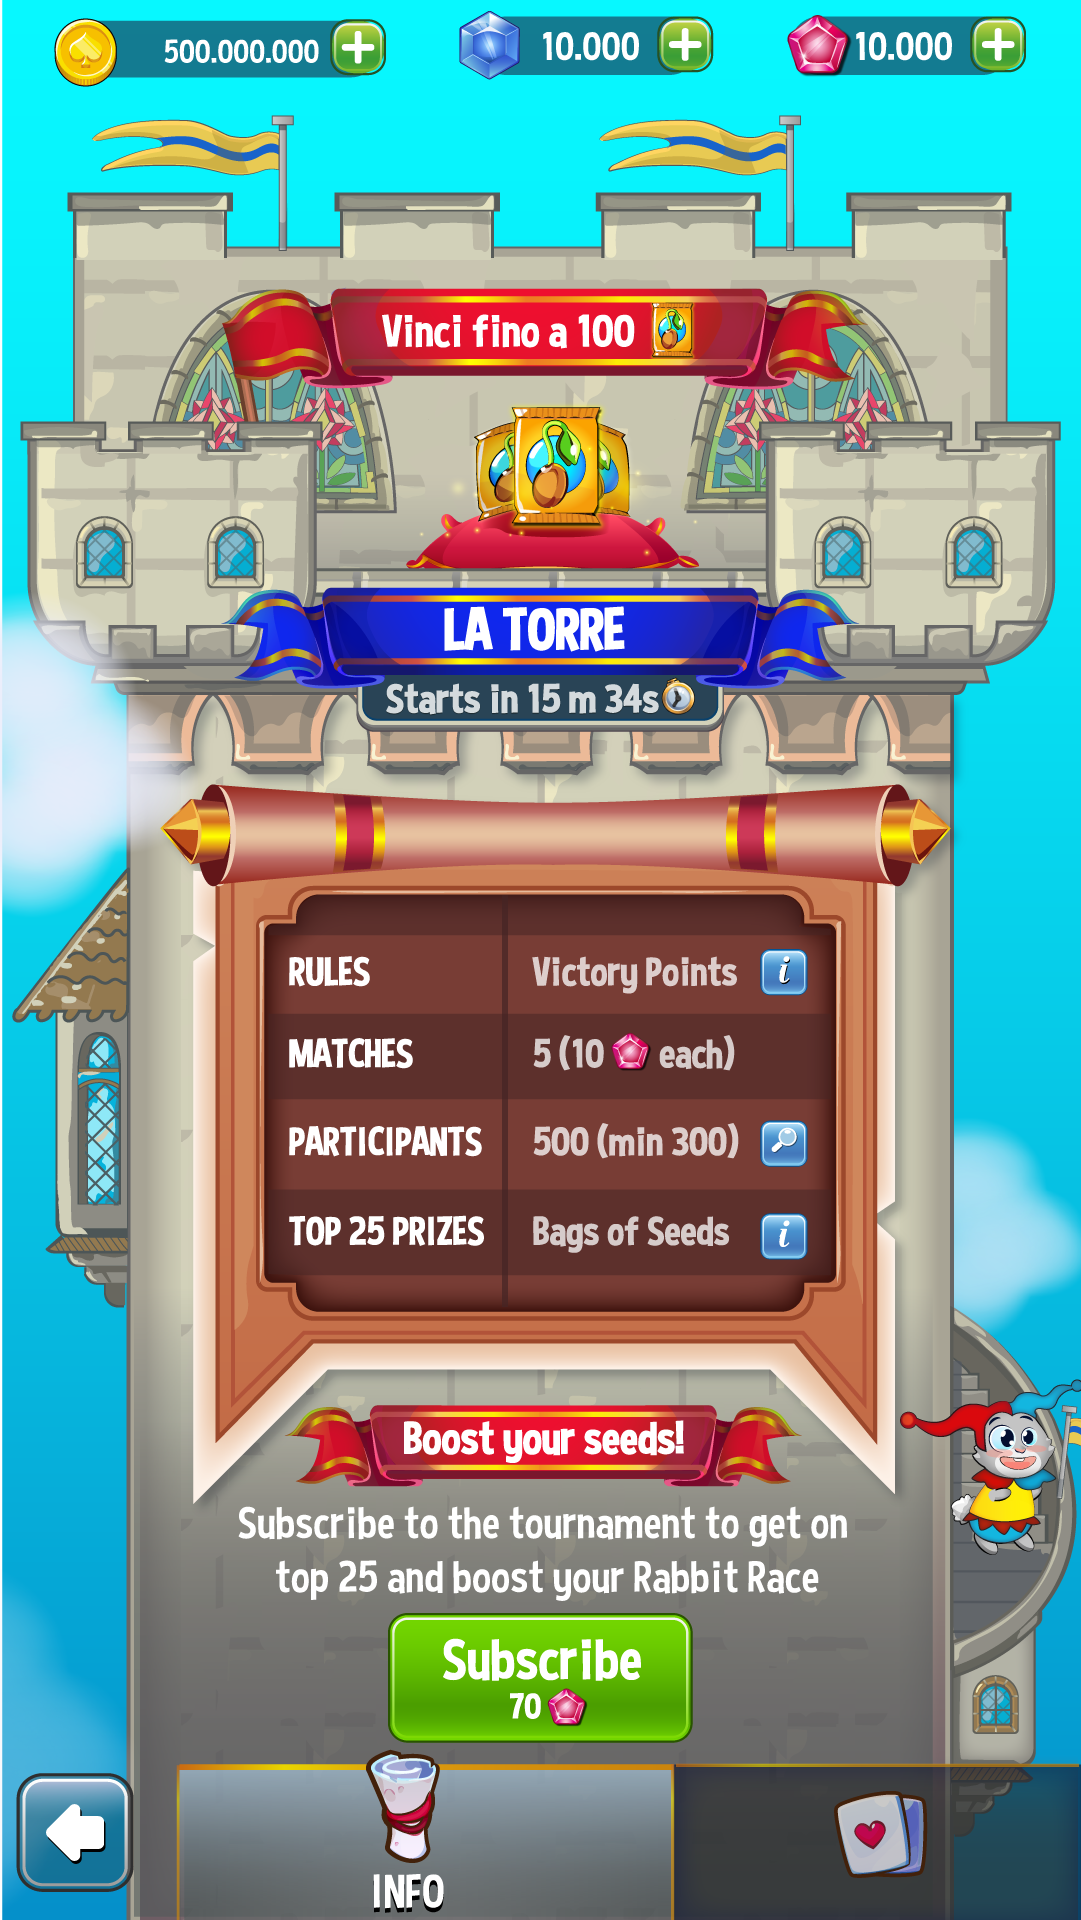 500.000.000
10.000
10.000
Vinci fino a 100
LA TORRE
Starts in 15 m 34s
RULES Victory Points i
MATCHES 5 (10 each)
PARTICIPANTS 500 (min 300)
TOP 25 PRIZES Bags of Seeds i
Boost your seeds!
Subscribe to the tournament to get on
top 25 and boost your Rabbit Race
Subscribe
70
INFO